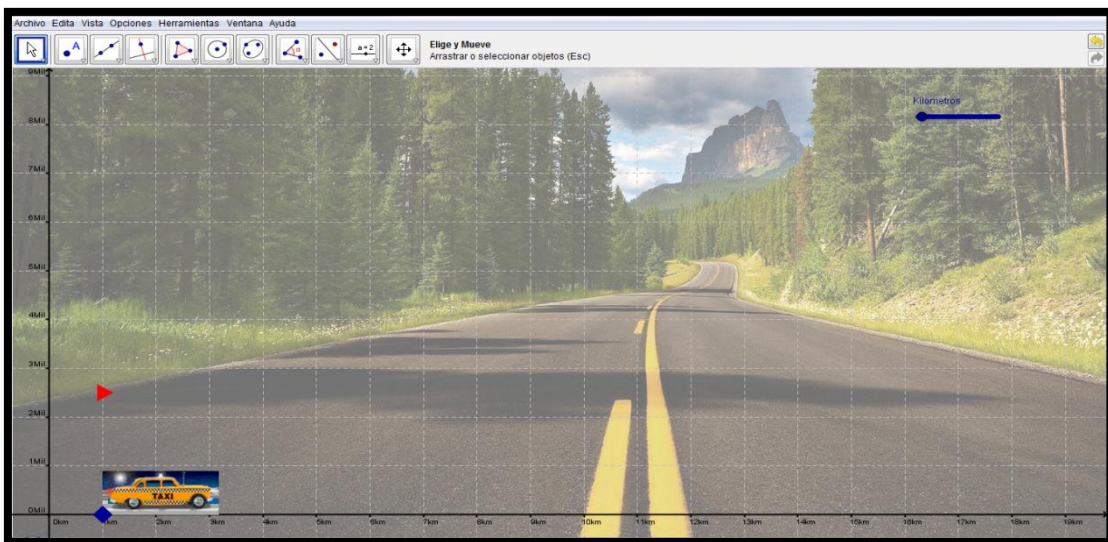 Archivo Edita Vista Opciones Herramientas Ventana Ayuda
A
α
a=2
Elige y Mueve
Arrastrar o seleccionar objetos (Esc)
9Mil
Kilometros
8Mil
7Mil
6Mil
5Mil
4Mil
3Mil
2Mil
1Mil
TAXI
0Mil
0km 1km 2km 3km 4km 5km 6km 7km 8km 9km 10km 11km 12km 13km 14km 15km 16km 17km 18km 19km